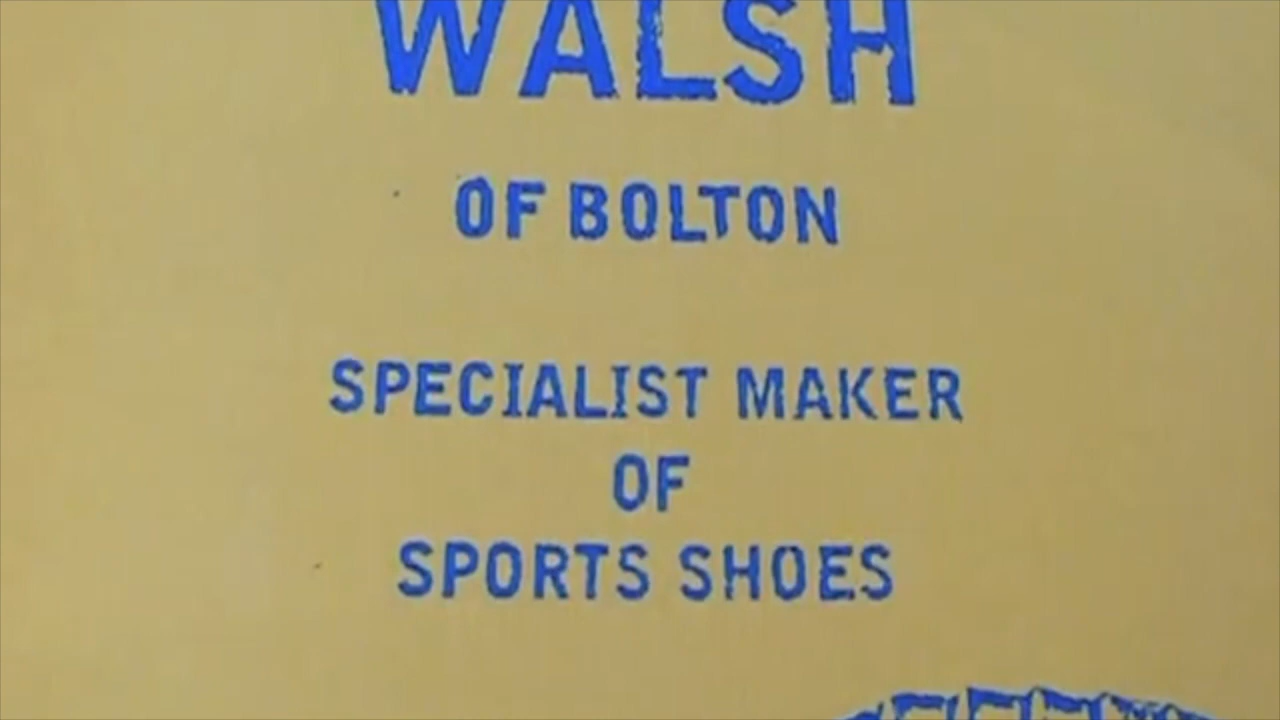 WALSH
OF BOLTON
SPECIALIST MAKER
OF
SPORTS SHOES